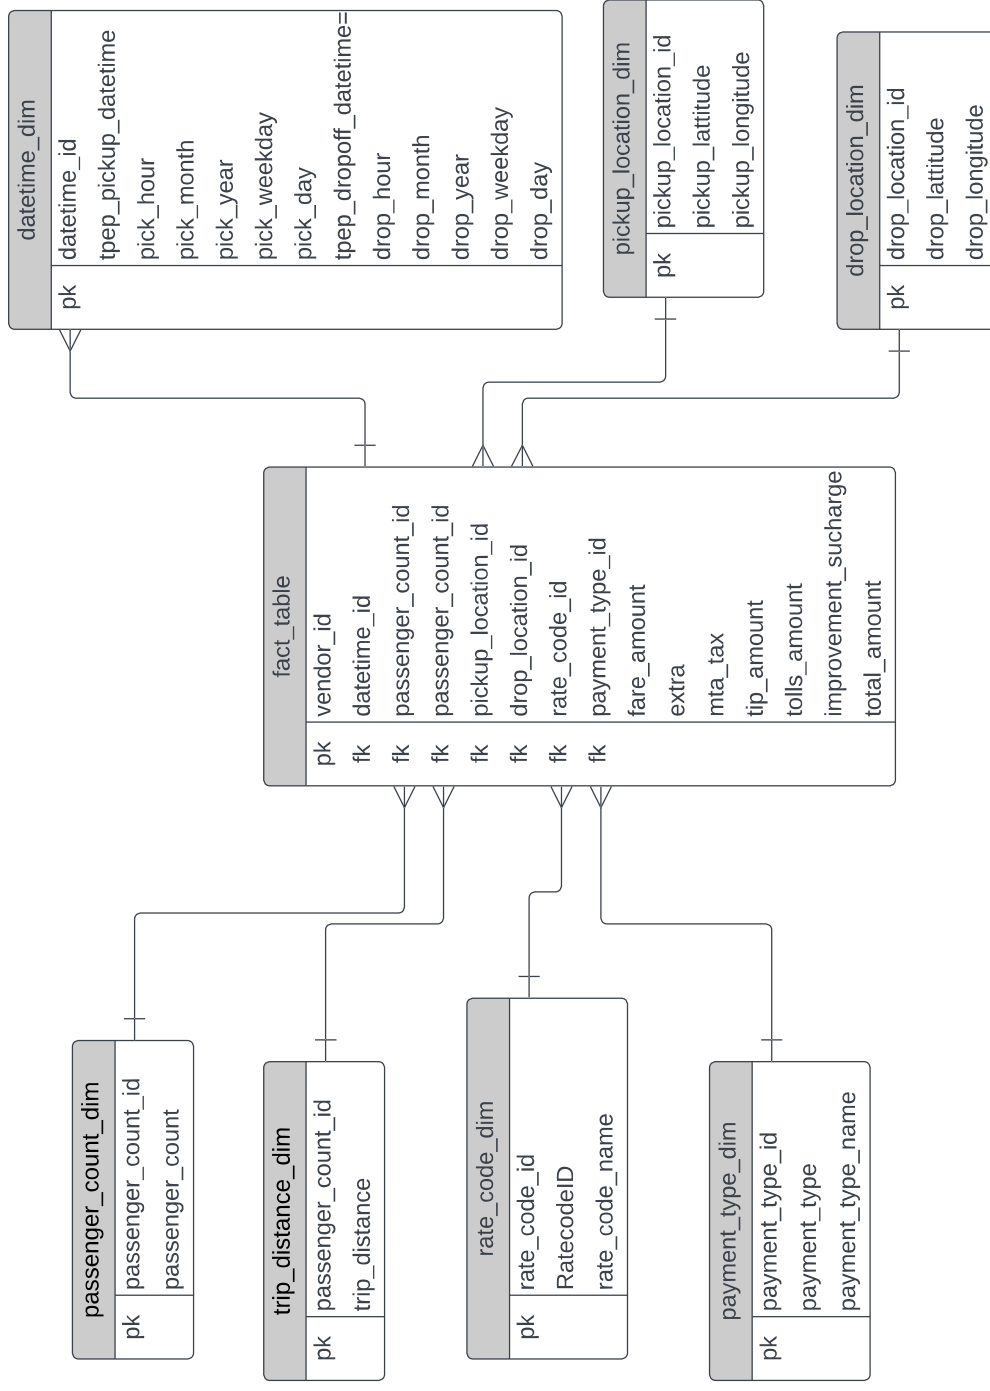 datetime_dim
pk datetime_id
tpep_pickup_datetime
pick_hour
pick_month
pick_year
pick_weekday
pick_day
tpep_dropoff_datetime=
drop_hour
drop_month
drop_year
drop_weekday
drop_day
pickup_location_dim
pk pickup_location_id
pickup_lattitude
pickup_longitude
drop_location_dim
pk drop_location_id
drop_lattitude
drop_longitude
fact_table
pk vendor_id
fk datetime_id
fk passenger_count_id
fk passenger_count_id
fk pickup_location_id
fk drop_location_id
fk rate_code_id
fk payment_type_id
fare_amount
extra
mta_tax
tip_amount
tolls_amount
improvement_sucharge
total_amount
passenger_count_dim
pk passenger_count_id
passenger_count
trip_distance_dim
pk passenger_count_id
trip_distance
rate_code_dim
pk rate_code_id
RatecodeID
rate_code_name
payment_type_dim
pk payment_type_id
payment_type
payment_type_name